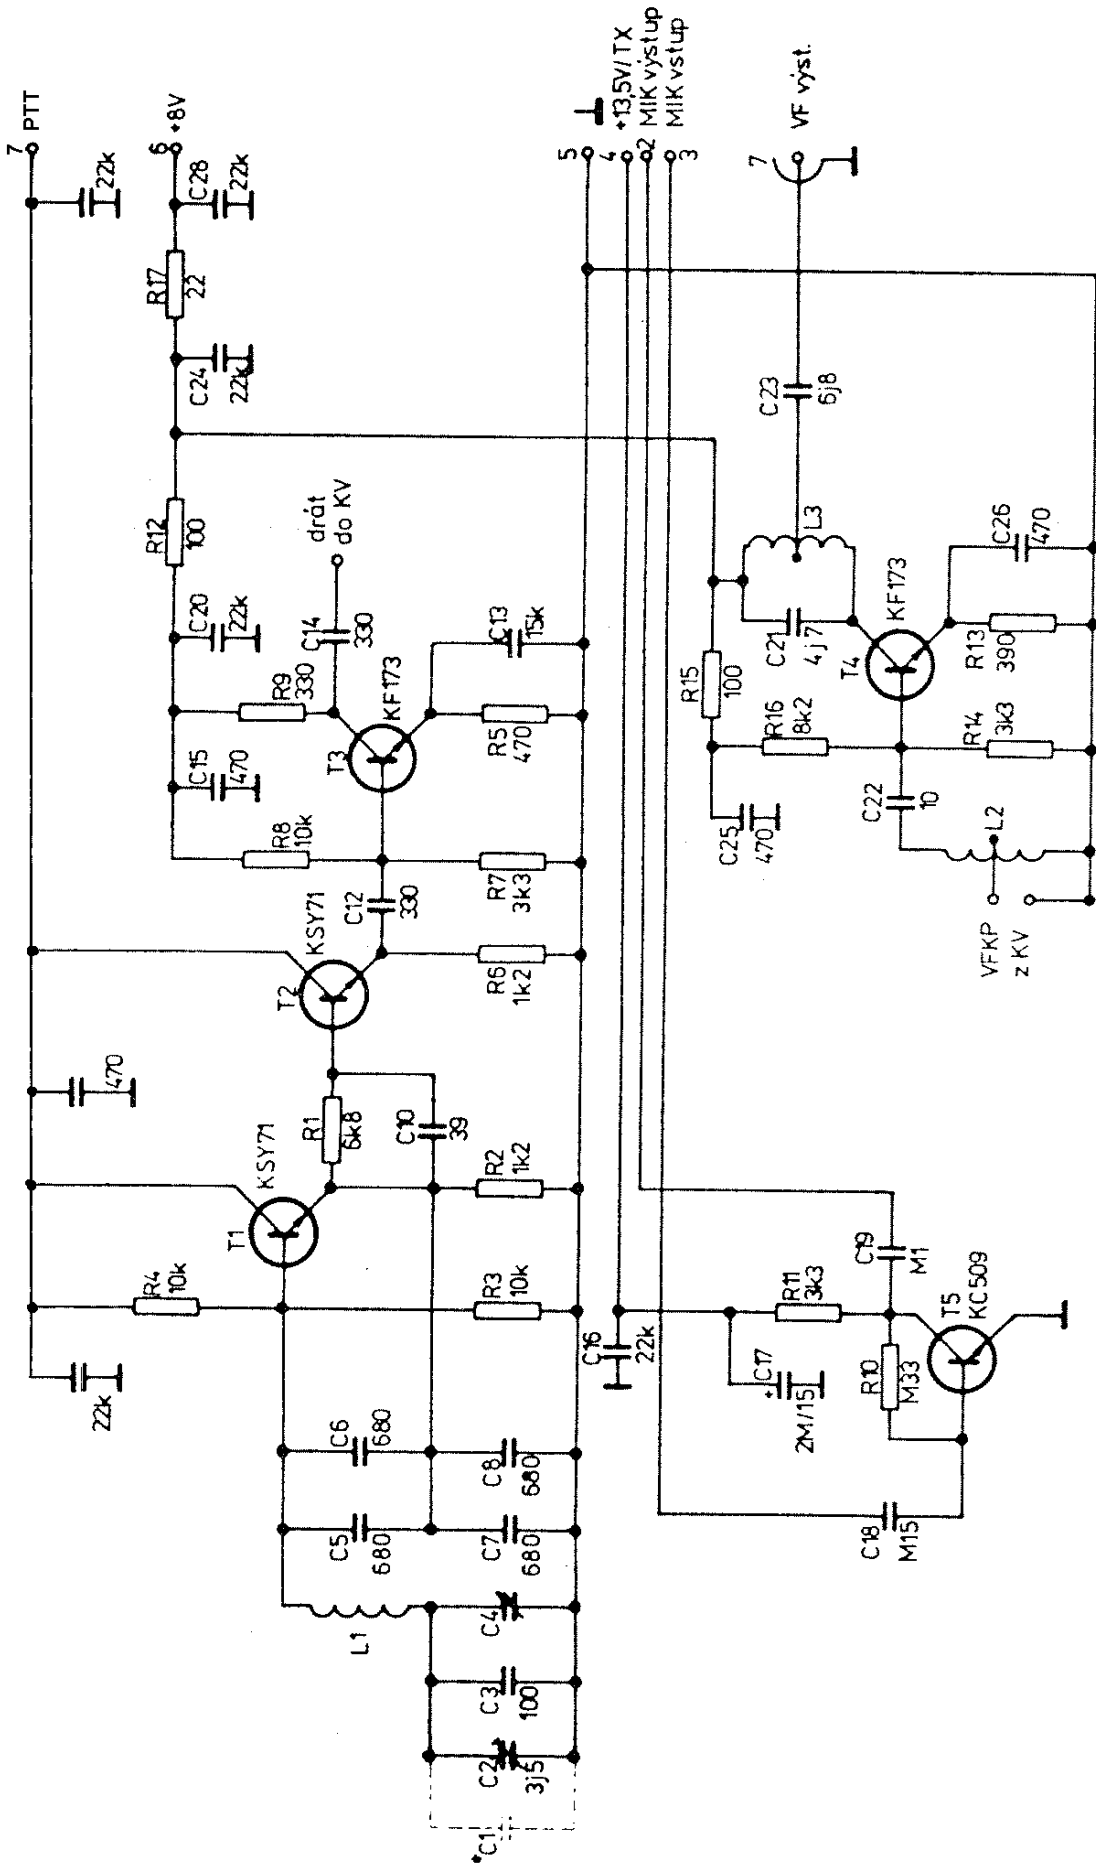 7 PTT
22k
6 +8V
C28
22k
R17
22
C24
22k
R12
100
C20
22k
C15
470
R9
330
C14
330
drát
do KV
R8
10k
T3
KF173
R5
470
C13
15k
C12
330
R7
3k3
KSY71
T2
R6
1k2
470
R1
6k8
C10
39
KSY71
T1
R2
1k2
R4
10k
R3
10k
22k
C6
680
C8
680
C5
680
C7
680
L1
C4
C3
100
C2
3j5
*C1
5
4 +13,5V/TX
2 MIK výstup
3 MIK vstup
7 VF výst.
C23
6j8
L3
C21
4j7
T4
KF173
C26
470
R13
390
R15
100
R16
8k2
R14
3k3
C25
470
C22
10
L2
VFKP
z KV
C16
22k
C17
+
2M/15
R11
3k3
C19
M1
T5
KC509
R10
M33
C18
M15